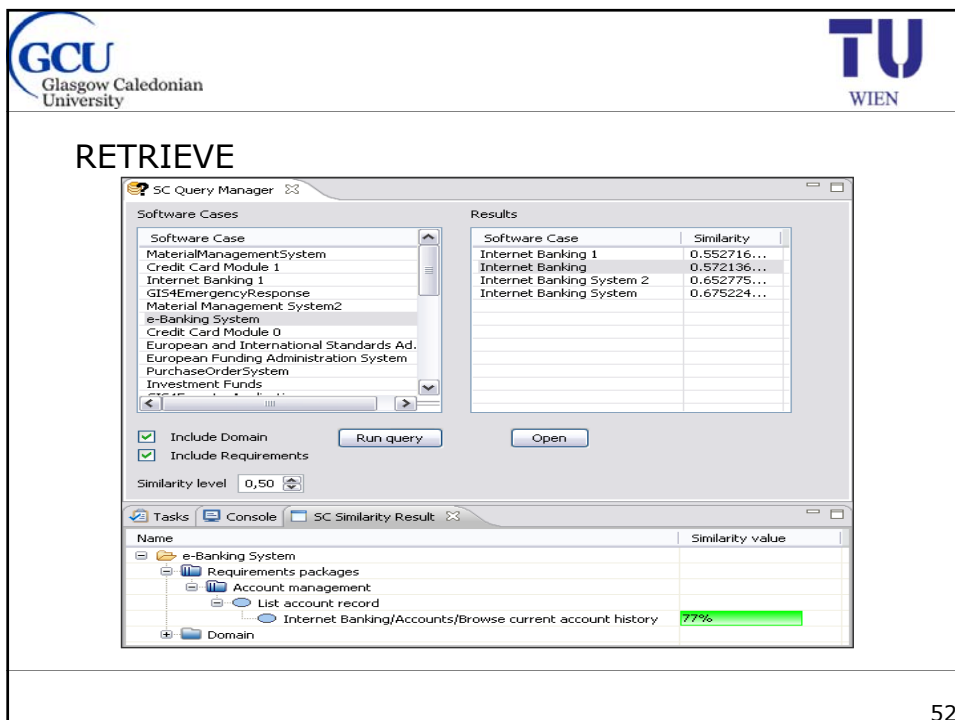 GCU
Glasgow Caledonian
University
TU
WIEN
RETRIEVE
SC Query Manager
Software Cases
Software Case
MaterialManagementSystem
Credit Card Module 1
Internet Banking 1
GIS4EmergencyResponse
Material Management System2
e-Banking System
Credit Card Module 0
European and International Standards Ad.
European Funding Administration System
PurchaseOrderSystem
Investment Funds
Results
Software Case Similarity
Internet Banking 1 0.552716...
Internet Banking 0.572136...
Internet Banking System 2 0.652775...
Internet Banking System 0.675224...
Include Domain
Include Requirements
Run query
Open
Similarity level 0,50
Tasks Console SC Similarity Result
Name Similarity value
e-Banking System
Requirements packages
Account management
List account record
Internet Banking/Accounts/Browse current account history 77%
Domain
52